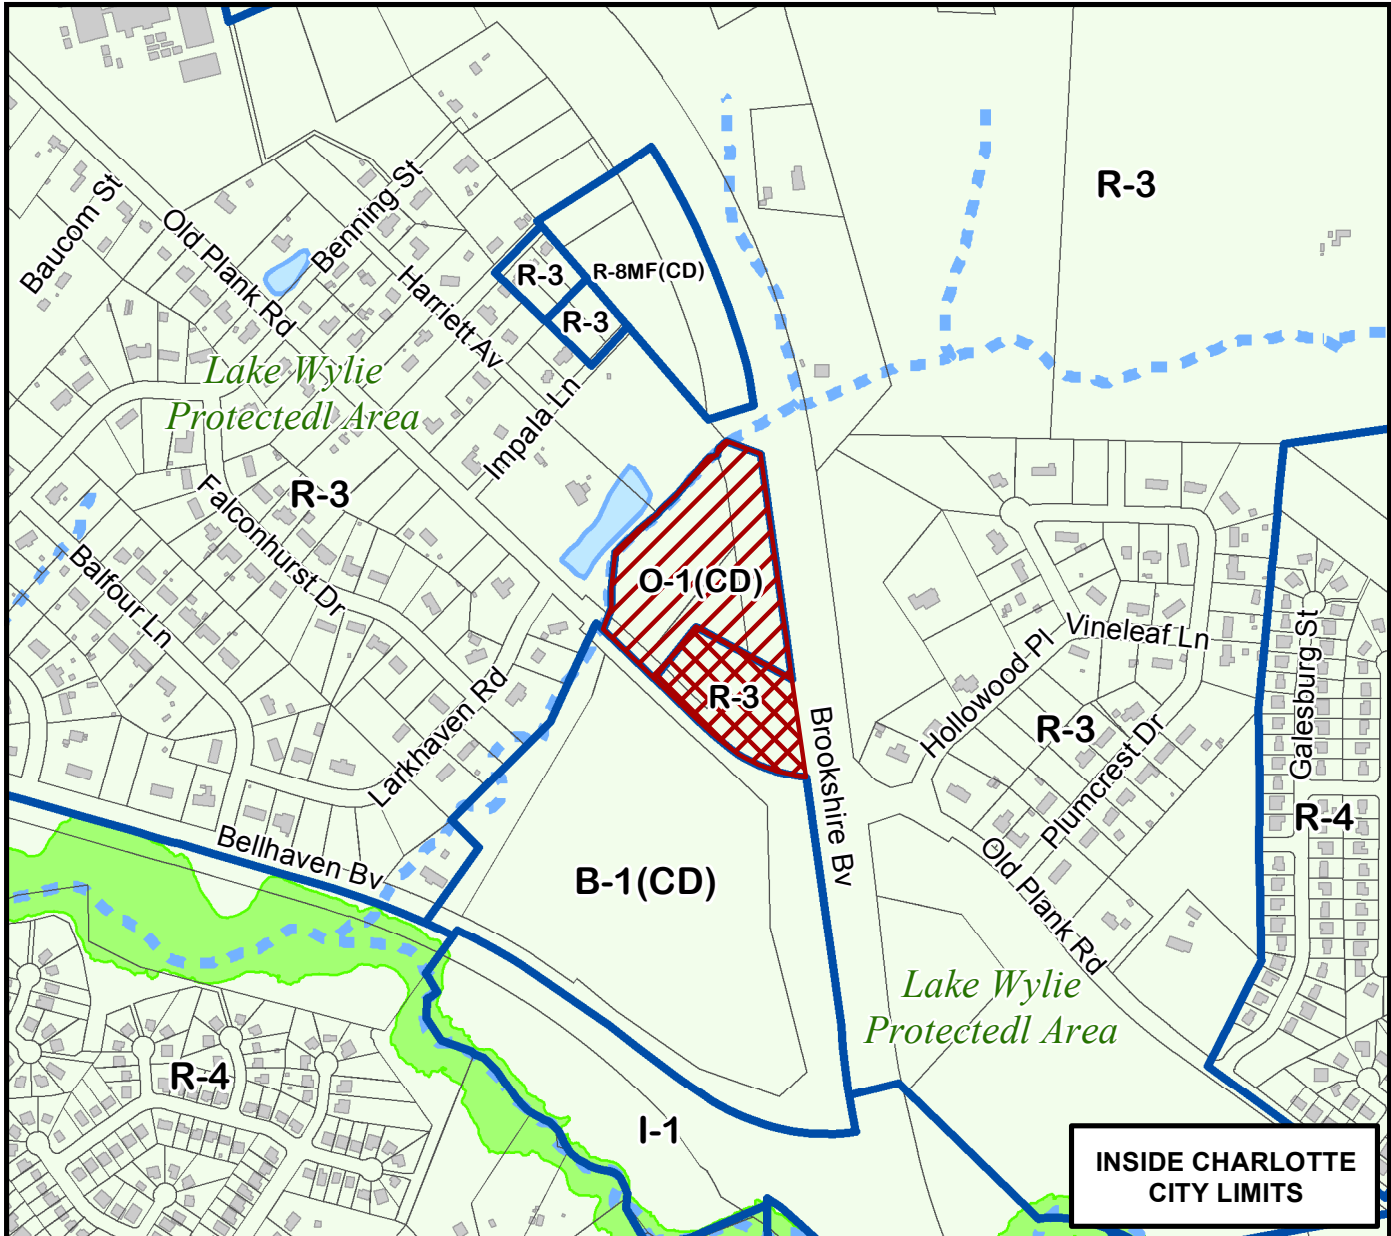 R-3
Baucom St
Old Plank Rd
Benning St
Harriett Av
R-3
R-8MF(CD)
R-3
Lake Wylie
Protectedl Area
Impala Ln
R-3
Falconhurst Dr
Balfour Ln
O-1(CD)
R-3
Larkhaven Rd
Vineleaf Ln
Hollowood Pl
R-3
Plumcrest Dr
Galesburg St
R-4
Brookshire Bv
Bellhaven Bv
B-1(CD)
Old Plank Rd
Lake Wylie
Protectedl Area
R-4
I-1
INSIDE CHARLOTTE
CITY LIMITS